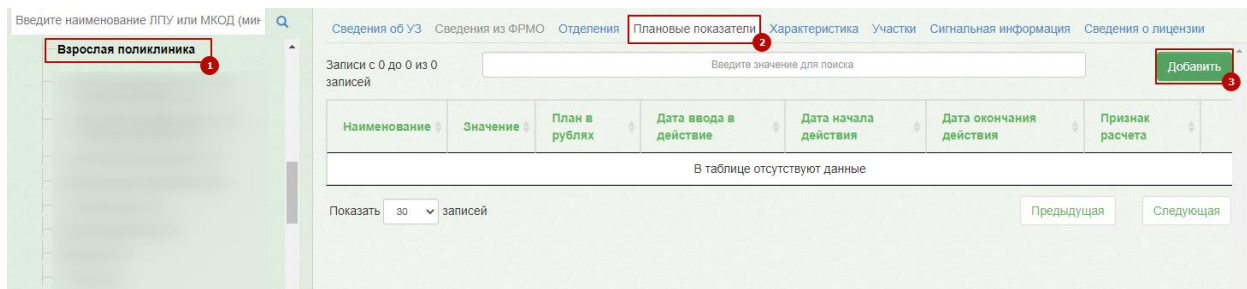 Введите наименование ЛПУ или МКОД (мин
Взрослая поликлиника
1
Сведения об УЗ Сведения из ФРМО Отделения Плановые показатели Характеристика Участки Сигнальная информация Сведения о лицензии
2
Записи с 0 до 0 из 0
записей
Введите значение для поиска
Добавить
3
Наименование Значение План в рублях Дата ввода в действие Дата начала действия Дата окончания действия Признак расчета
В таблице отсутствуют данные
Показать 30 записей
Предыдущая Следующая